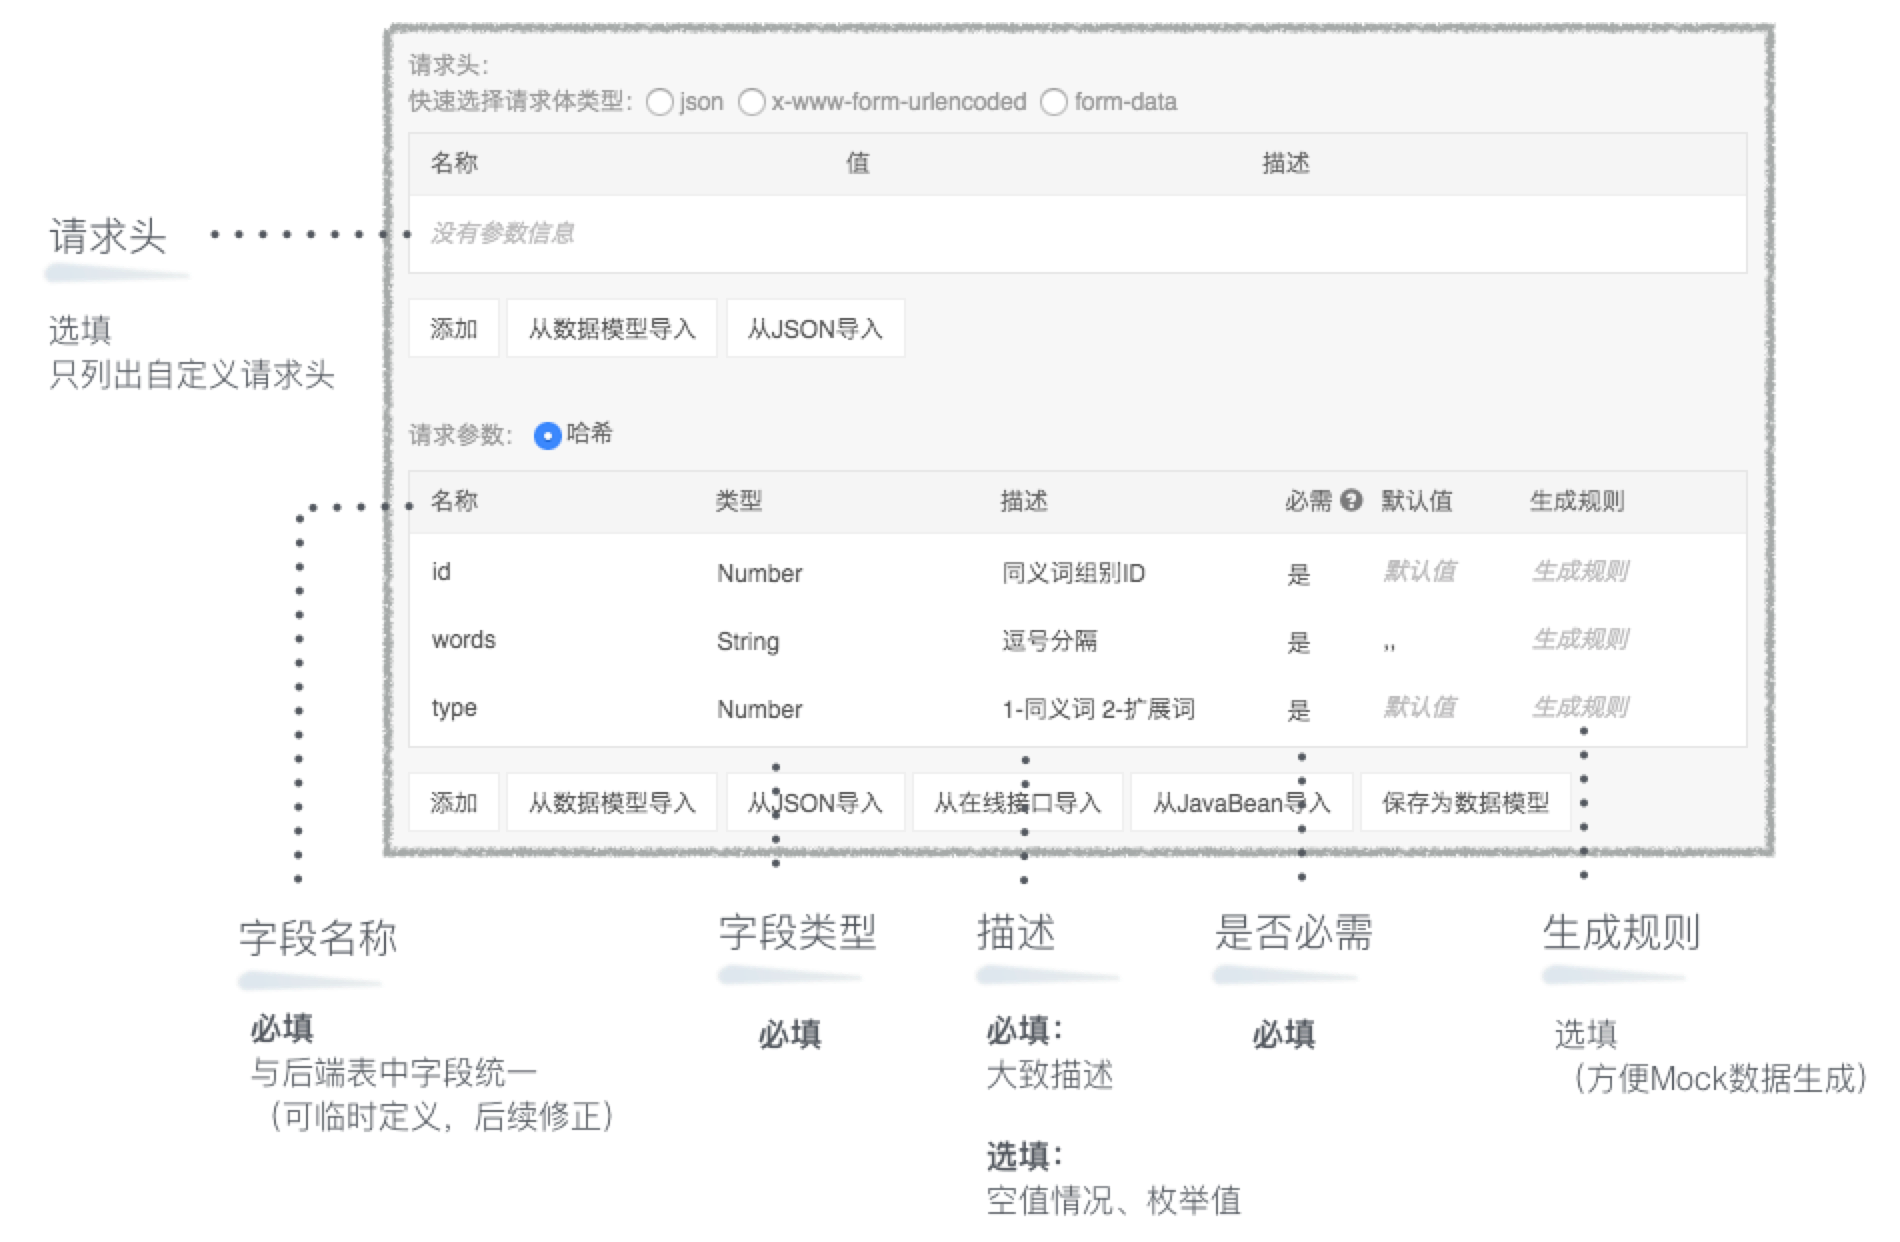 请求头：
快速选择请求体类型： json x-www-form-urlencoded form-data
名称 值 描述
没有参数信息
添加 从数据模型导入 从JSON导入
请求头
选填
只列出自定义请求头
请求参数： 哈希
名称 类型 描述 必需 ? 默认值 生成规则
id Number 同义词组别ID 是 默认值 生成规则
words String 逗号分隔 是 ,, 生成规则
type Number 1-同义词 2-扩展词 是 默认值 生成规则
添加 从数据模型导入 从JSON导入 从在线接口导入 从JavaBean导入 保存为数据模型
字段名称
必填
与后端表中字段统一
（可临时定义，后续修正）
字段类型
必填
描述
必填：
大致描述
选填：
空值情况、枚举值
是否必需
必填
生成规则
选填
（方便Mock数据生成）